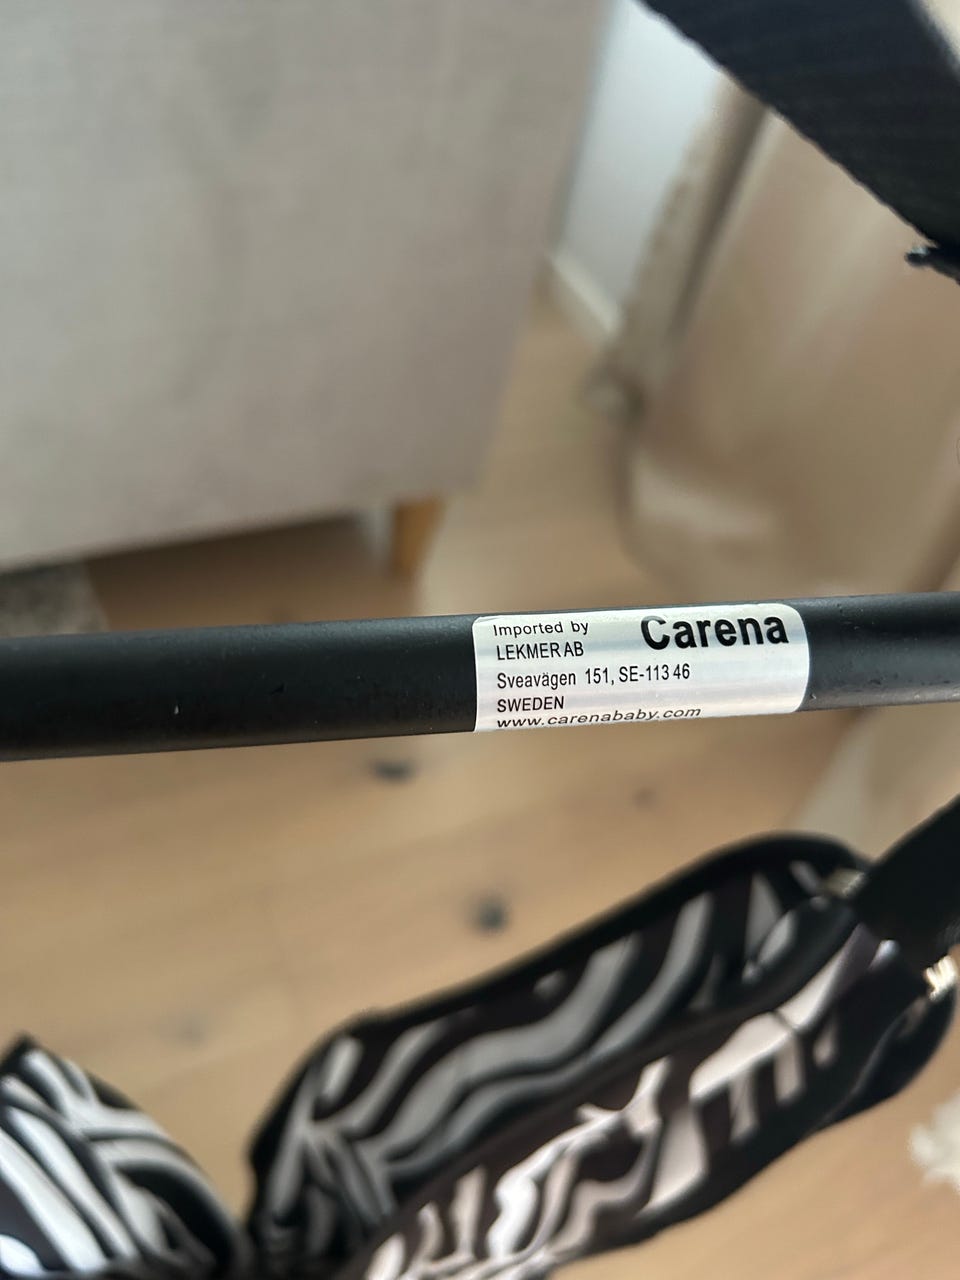 Imported by
Carena
LEKMER AB
Sveavägen 151, SE-113 46
SWEDEN
www.carenababy.com